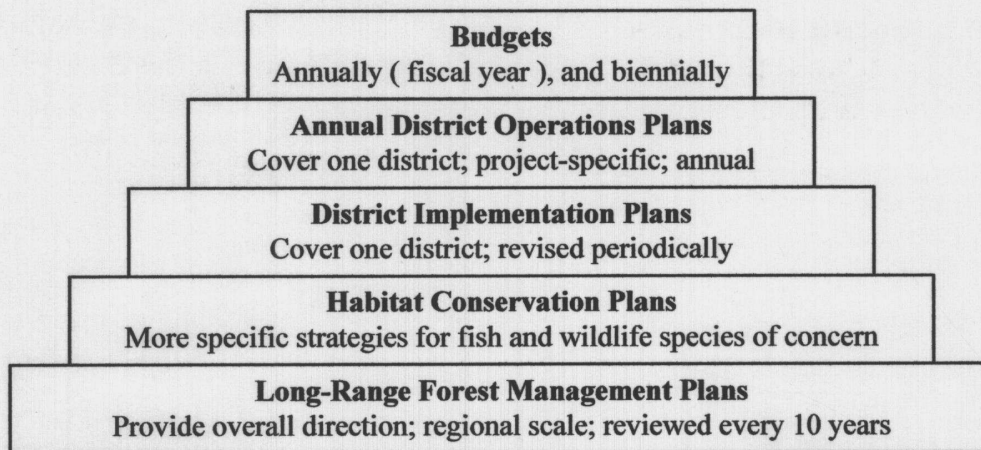 Budgets
Annually ( fiscal year ), and biennially
Annual District Operations Plans
Cover one district; project-specific; annual
District Implementation Plans
Cover one district; revised periodically
Habitat Conservation Plans
More specific strategies for fish and wildlife species of concern
Long-Range Forest Management Plans
Provide overall direction; regional scale; reviewed every 10 years